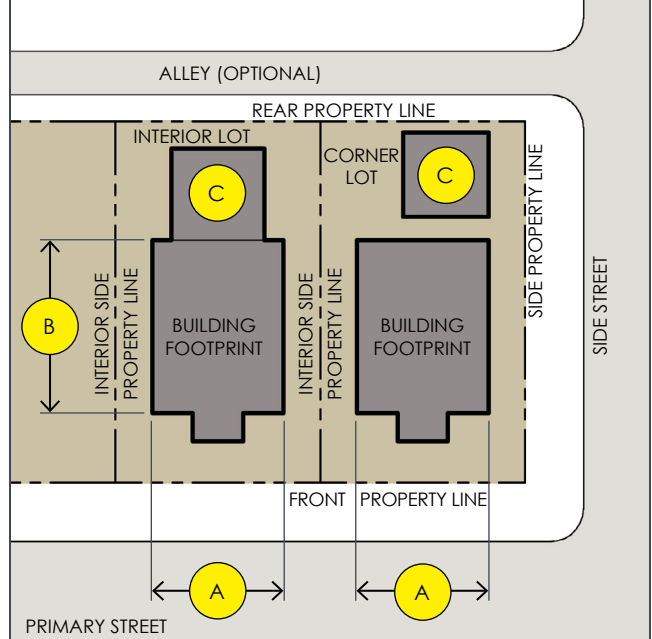 ALLEY (OPTIONAL)
REAR PROPERTY LINE
INTERIOR LOT
C
CORNER
LOT
C
SIDE PROPERTY LINE
SIDE STREET
B
INTERIOR SIDE
PROPERTY LINE
BUILDING
FOOTPRINT
INTERIOR SIDE
PROPERTY LINE
BUILDING
FOOTPRINT
FRONT PROPERTY LINE
A
A
PRIMARY STREET